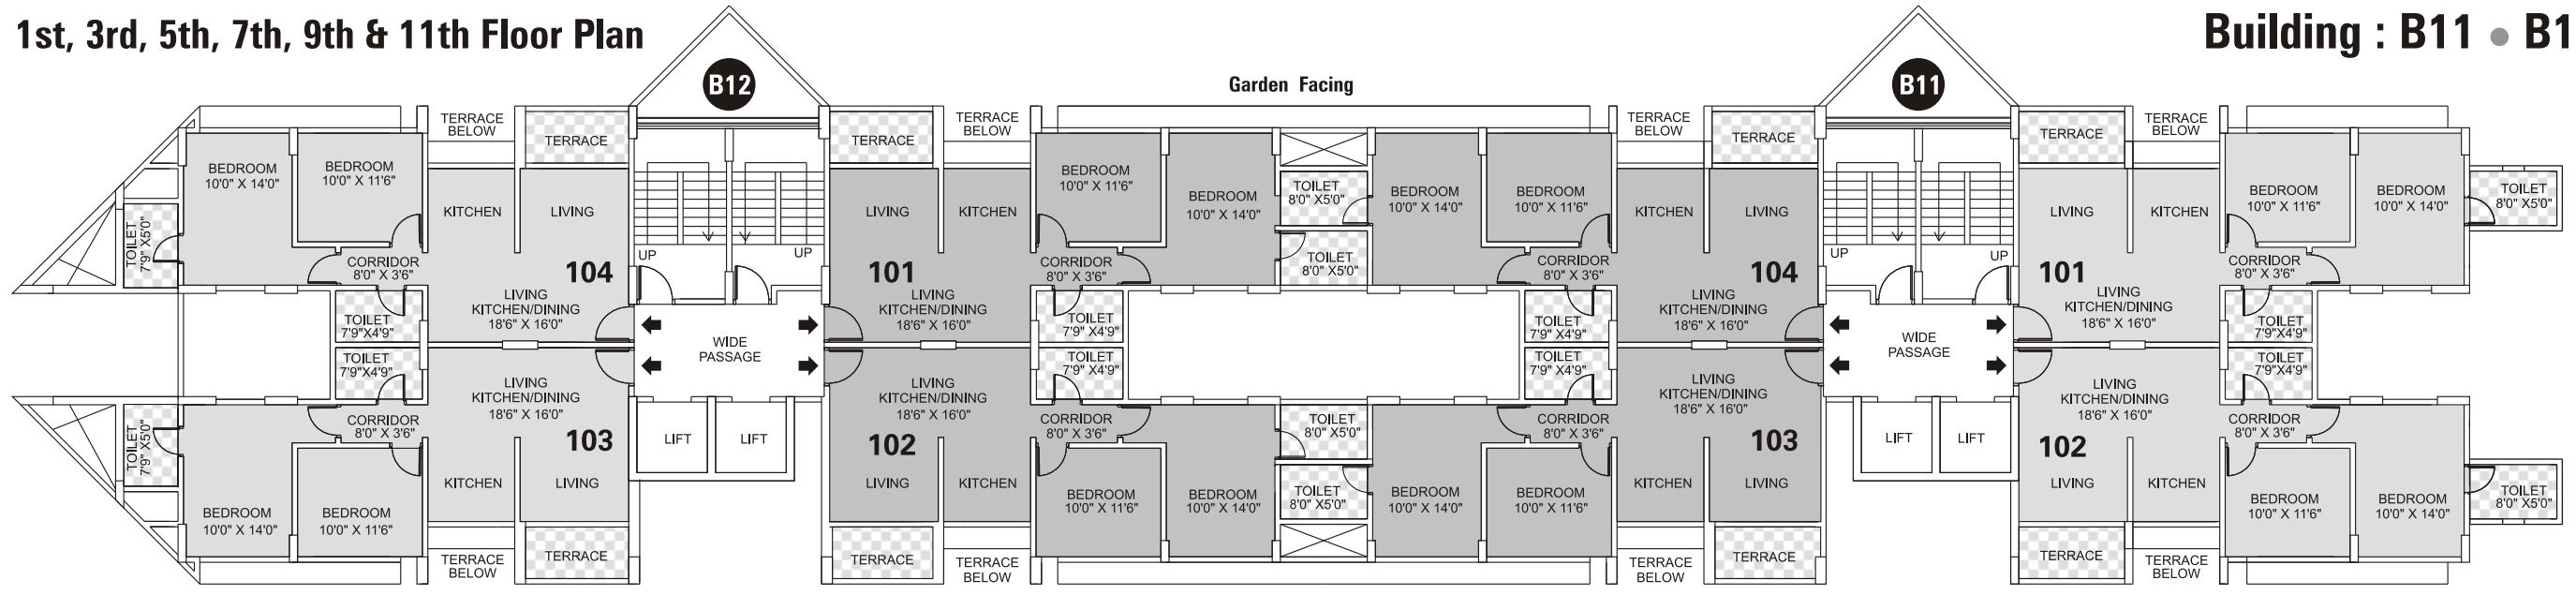 1st, 3rd, 5th, 7th, 9th & 11th Floor Plan
Building : B11 ● B1
B12
Garden Facing
B11
TERRACE
BELOW
TERRACE
TERRACE
TERRACE
BELOW
TERRACE
BELOW
TERRACE
TERRACE
TERRACE
BELOW
BEDROOM
10'0" X 14'0"
BEDROOM
10'0" X 11'6"
BEDROOM
10'0" X 11'6"
BEDROOM
10'0" X 14'0"
TOILET
8'0" X5'0"
BEDROOM
10'0" X 14'0"
BEDROOM
10'0" X 11'6"
BEDROOM
10'0" X 11'6"
BEDROOM
10'0" X 14'0"
TOILET
8'0" X5'0"
TOILET
7'9" X5'0"
KITCHEN
LIVING
LIVING
KITCHEN
KITCHEN
LIVING
LIVING
KITCHEN
UP
UP
UP
UP
CORRIDOR
8'0" X 3'6"
104
101
CORRIDOR
8'0" X 3'6"
TOILET
8'0" X5'0"
CORRIDOR
8'0" X 3'6"
104
101
CORRIDOR
8'0" X 3'6"
LIVING
KITCHEN/DINING
18'6" X 16'0"
LIVING
KITCHEN/DINING
18'6" X 16'0"
LIVING
KITCHEN/DINING
18'6" X 16'0"
LIVING
KITCHEN/DINING
18'6" X 16'0"
TOILET
7'9"X4'9"
TOILET
7'9" X4'9"
TOILET
7'9"X4'9"
TOILET
7'9"X4'9"
WIDE
PASSAGE
WIDE
PASSAGE
TOILET
7'9"X4'9"
TOILET
7'9" X4'9"
TOILET
7'9"X4'9"
TOILET
7'9"X4'9"
LIVING
KITCHEN/DINING
18'6" X 16'0"
LIVING
KITCHEN/DINING
18'6" X 16'0"
LIVING
KITCHEN/DINING
18'6" X 16'0"
LIVING
KITCHEN/DINING
18'6" X 16'0"
TOILET
7'9" X5'0"
CORRIDOR
8'0" X 3'6"
103
LIFT
LIFT
102
CORRIDOR
8'0" X 3'6"
TOILET
8'0" X5'0"
CORRIDOR
8'0" X 3'6"
103
LIFT
LIFT
102
CORRIDOR
8'0" X 3'6"
KITCHEN
LIVING
LIVING
KITCHEN
KITCHEN
LIVING
LIVING
KITCHEN
BEDROOM
10'0" X 14'0"
BEDROOM
10'0" X 11'6"
BEDROOM
10'0" X 11'6"
BEDROOM
10'0" X 14'0"
TOILET
8'0" X5'0"
BEDROOM
10'0" X 14'0"
BEDROOM
10'0" X 11'6"
BEDROOM
10'0" X 11'6"
BEDROOM
10'0" X 14'0"
TOILET
8'0" X5'0"
TERRACE
BELOW
TERRACE
TERRACE
TERRACE
BELOW
TERRACE
BELOW
TERRACE
TERRACE
TERRACE
BELOW